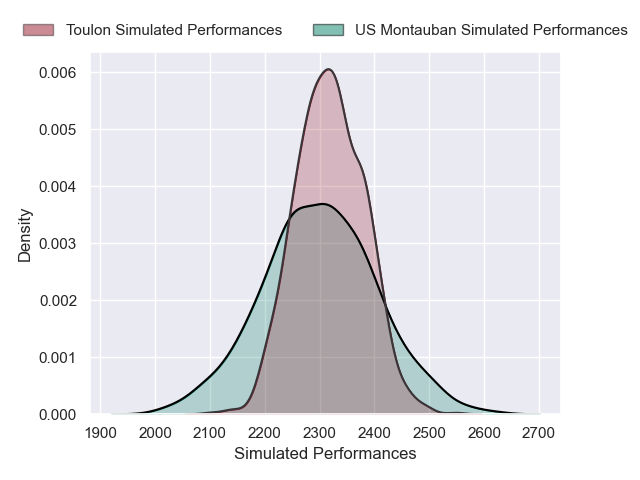 Toulon Simulated Performances US Montauban Simulated Performances
0.006
0.005
0.004
0.003
0.002
0.001
0.000
Density
1900 2000 2100 2200 2300 2400 2500 2600 2700
Simulated Performances